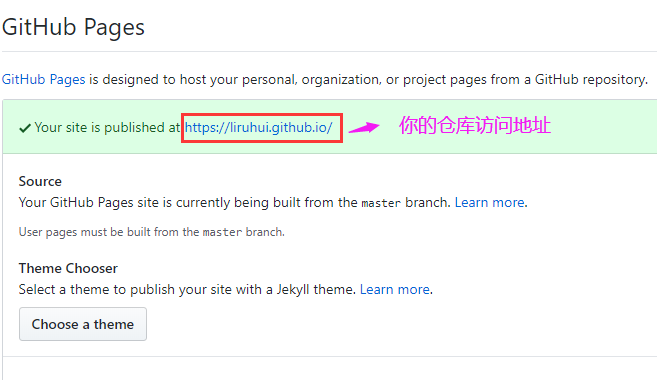 GitHub Pages
GitHub Pages is designed to host your personal, organization, or project pages from a GitHub repository.
Your site is published at https://liruhui.github.io/ 你的仓库访问地址
Source
Your GitHub Pages site is currently being built from the master branch. Learn more.
User pages must be built from the master branch.
Theme Chooser
Select a theme to publish your site with a Jekyll theme. Learn more.
Choose a theme